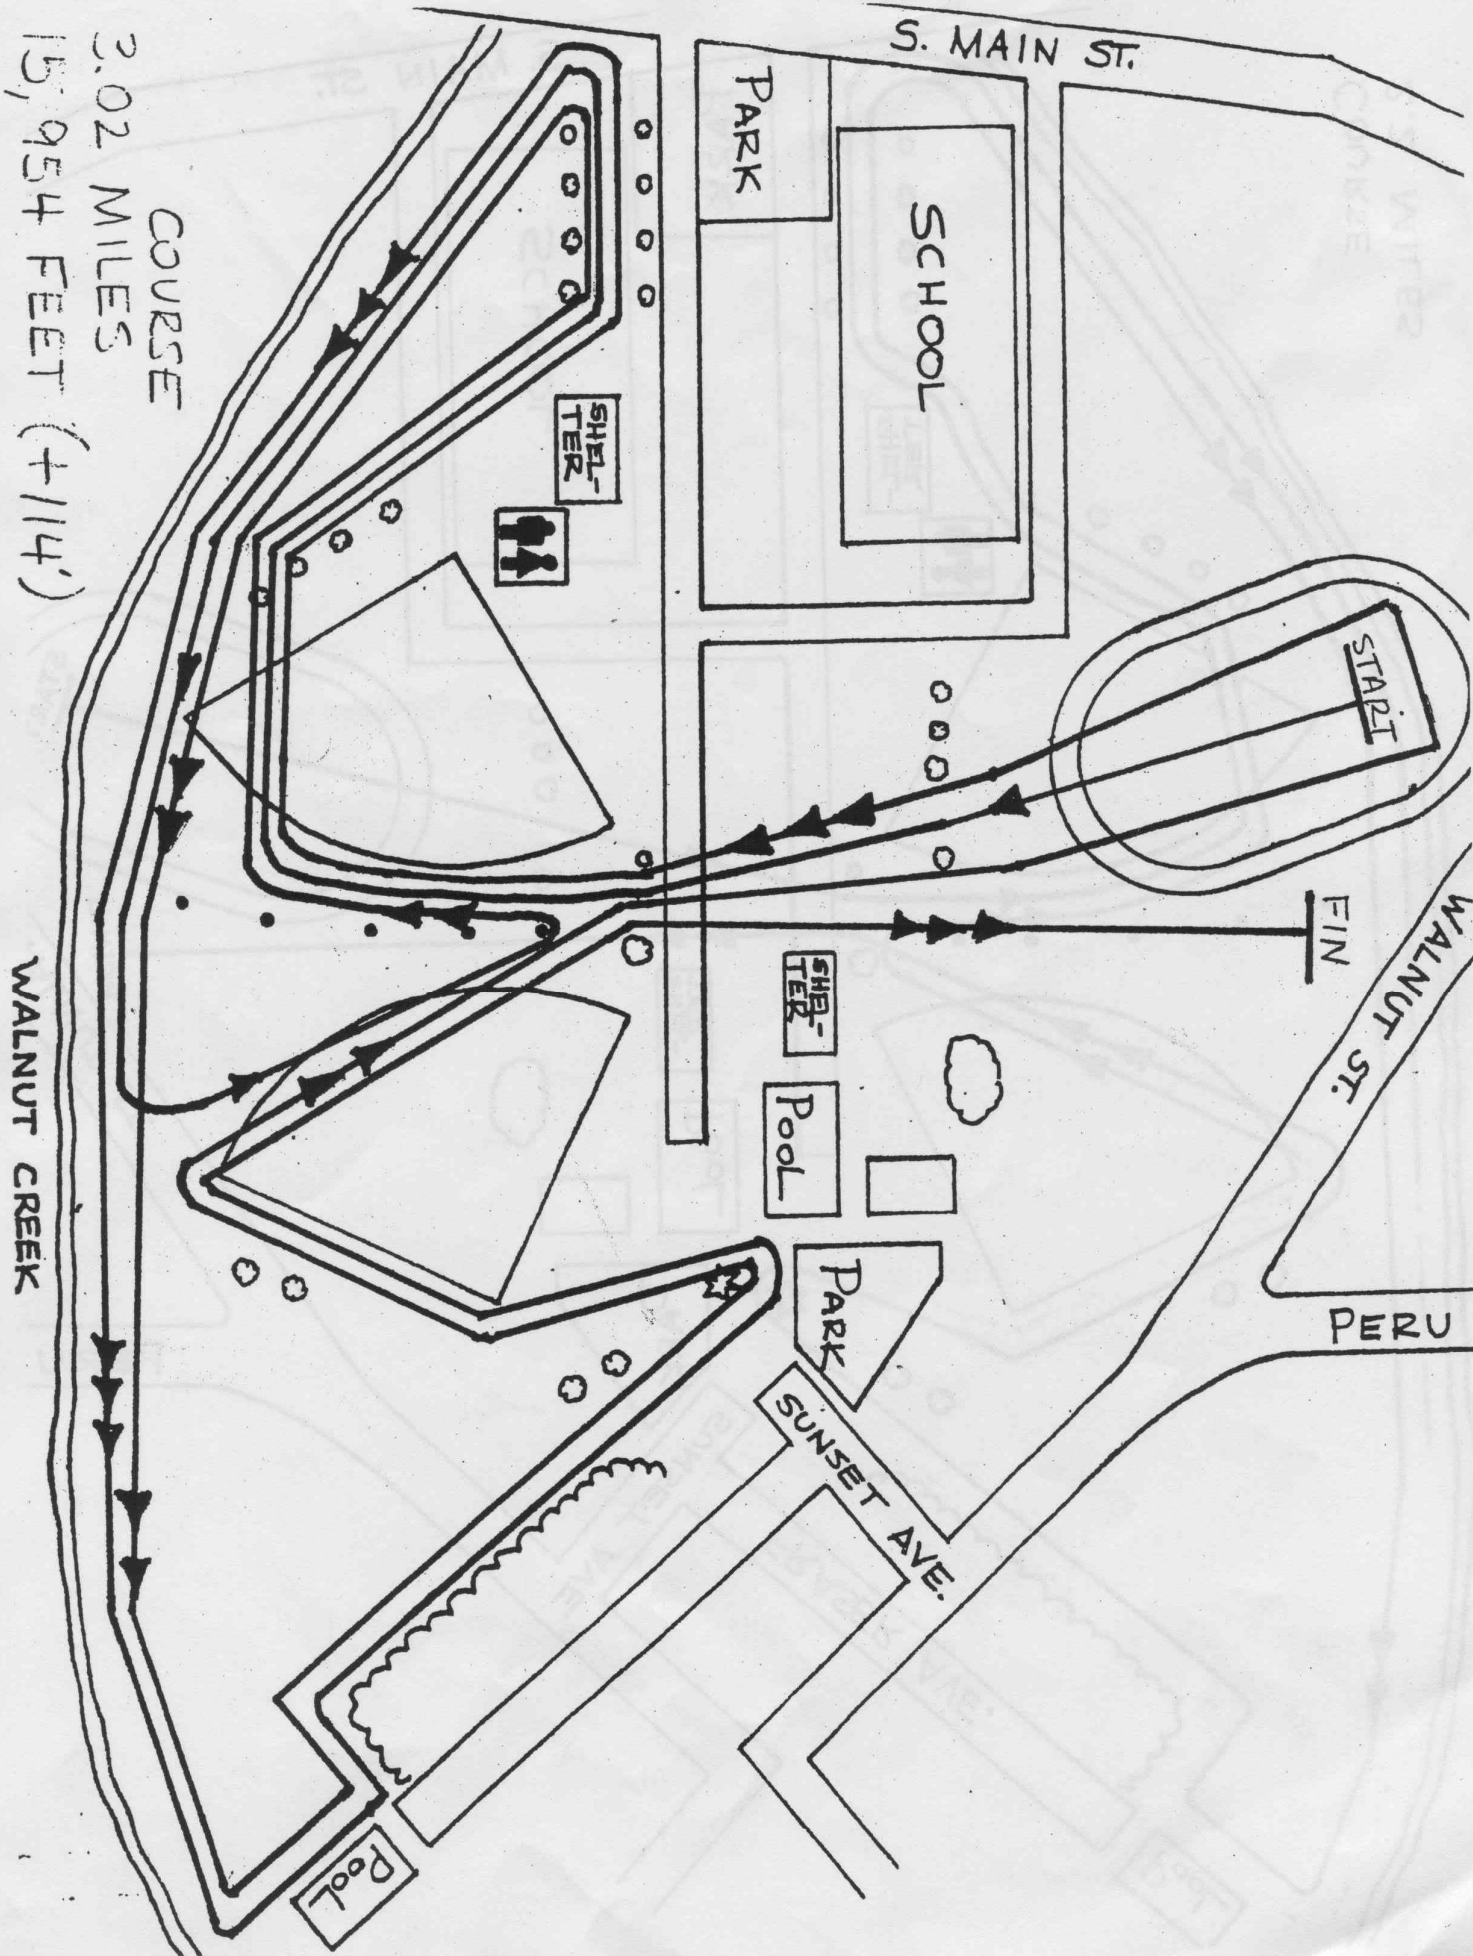 S. MAIN ST.
PARK
SCHOOL
COURSE
3.02 MILES
15,954 FEET (+114')
SHEL-
TER
START
FIN
WALNUT ST.
SHEL-
TER
POOL
PARK
PERU
SUNSET AVE.
WALNUT CREEK
POOL